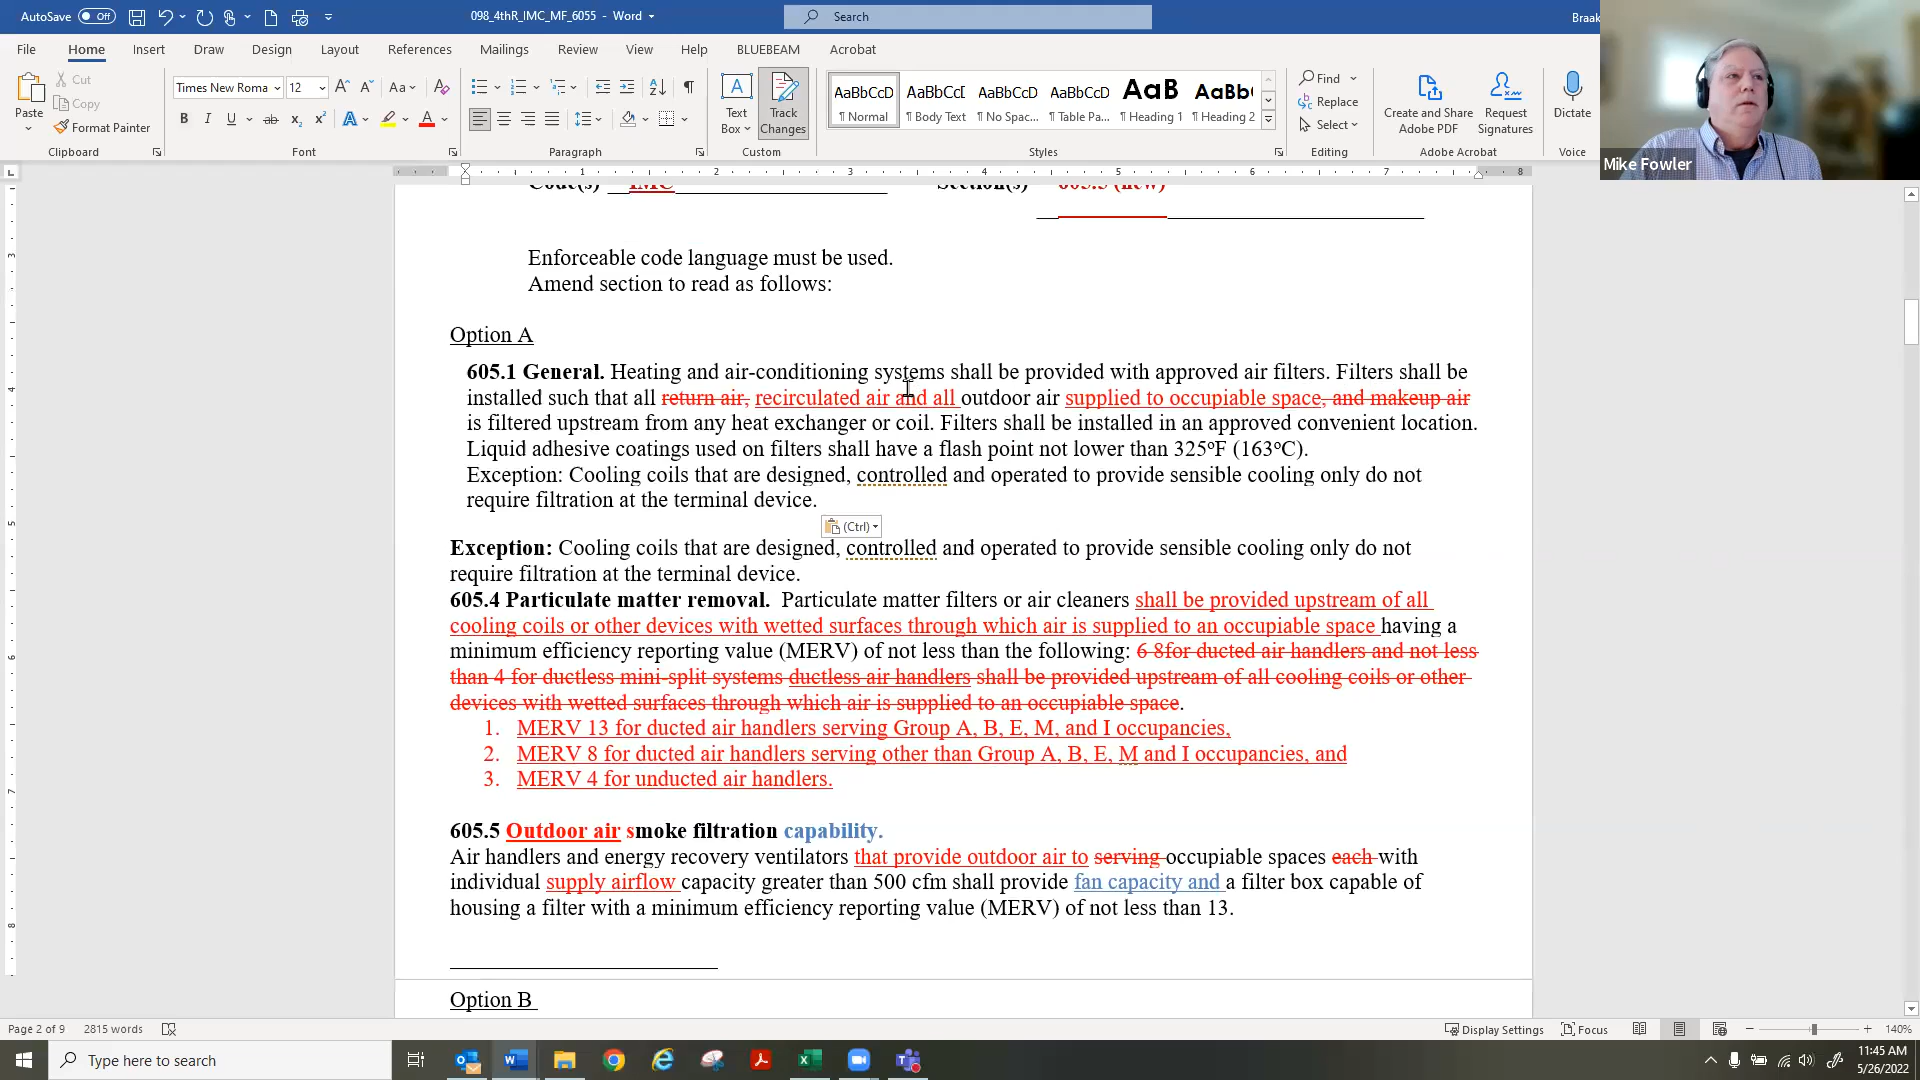 AutoSave Off 098_4thR_IMC_MF_6055 - Word Search Braak
File Home Insert Draw Design Layout References Mailings Review View Help BLUEBEAM Acrobat
Paste Cut Copy Format Painter Clipboard
Times New Roma 12 Aa Font
Paragraph
Text Box Track Changes Custom
AaBbCcD ¶ Normal AaBbCcI ¶ Body Text AaBbCcD ¶ No Spac... AaBbCcD ¶ Table Pa... AaB ¶ Heading 1 AaBb( ¶ Heading 2 Styles
Find Replace Select Editing
Create and Share Adobe PDF Request Signatures Adobe Acrobat
Dictate Voice
Mike Fowler
Code(s) IMC Section(s) 605.5 (new)
Enforceable code language must be used.
Amend section to read as follows:
Option A
605.1 General. Heating and air-conditioning systems shall be provided with approved air filters. Filters shall be
installed such that all return air, recirculated air and all outdoor air supplied to occupiable space, and makeup air
is filtered upstream from any heat exchanger or coil. Filters shall be installed in an approved convenient location.
Liquid adhesive coatings used on filters shall have a flash point not lower than 325ºF (163ºC).
Exception: Cooling coils that are designed, controlled and operated to provide sensible cooling only do not
require filtration at the terminal device.
(Ctrl)
Exception: Cooling coils that are designed, controlled and operated to provide sensible cooling only do not
require filtration at the terminal device.
605.4 Particulate matter removal. Particulate matter filters or air cleaners shall be provided upstream of all
cooling coils or other devices with wetted surfaces through which air is supplied to an occupiable space having a
minimum efficiency reporting value (MERV) of not less than the following: 6 8for ducted air handlers and not less
than 4 for ductless mini-split systems ductless air handlers shall be provided upstream of all cooling coils or other
devices with wetted surfaces through which air is supplied to an occupiable space.
1. MERV 13 for ducted air handlers serving Group A, B, E, M, and I occupancies,
2. MERV 8 for ducted air handlers serving other than Group A, B, E, M and I occupancies, and
3. MERV 4 for unducted air handlers.
605.5 Outdoor air smoke filtration capability.
Air handlers and energy recovery ventilators that provide outdoor air to serving occupiable spaces each with
individual supply airflow capacity greater than 500 cfm shall provide fan capacity and a filter box capable of
housing a filter with a minimum efficiency reporting value (MERV) of not less than 13.
Option B
Page 2 of 9 2815 words Display Settings Focus 140%
Type here to search 11:45 AM
5/26/2022